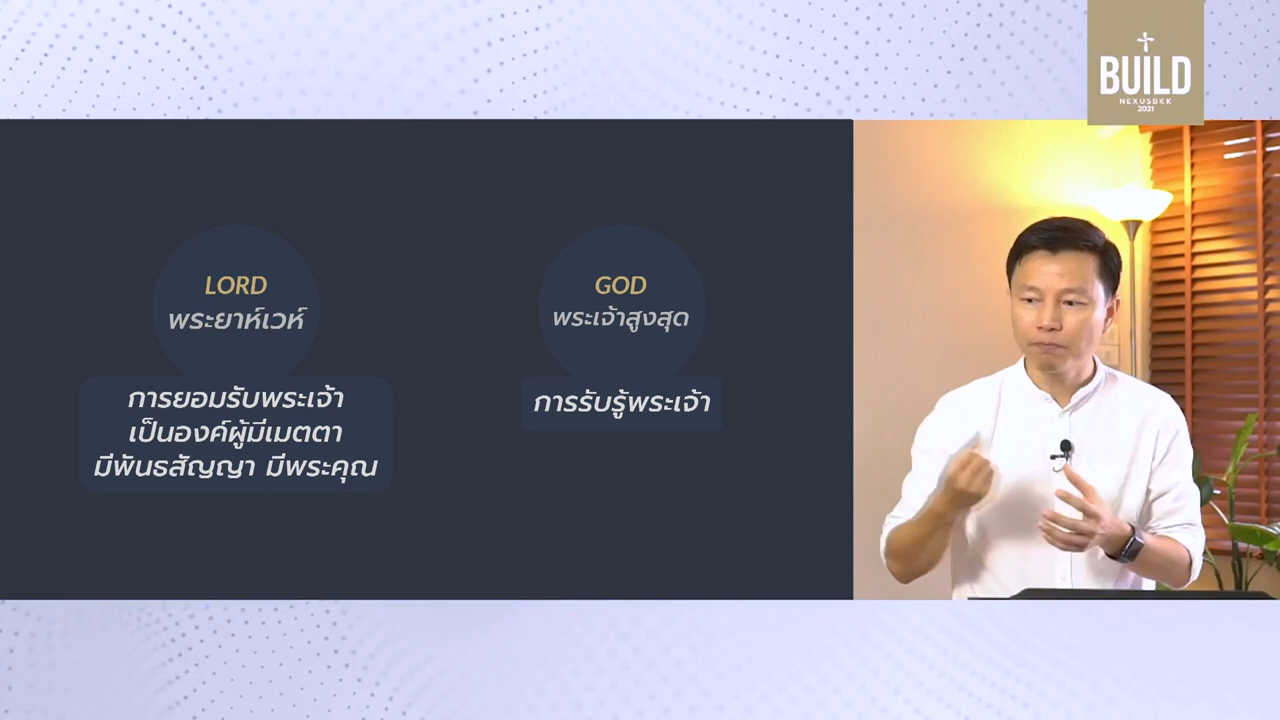 BUILD
NEXUSBKK
2021
LORD
พระยาห์เวห์
การยอมรับพระเจ้า
เป็นองค์ผู้มีเมตตา
มีพันธสัญญา มีพระคุณ
GOD
พระเจ้าสูงสุด
การรับรู้พระเจ้า